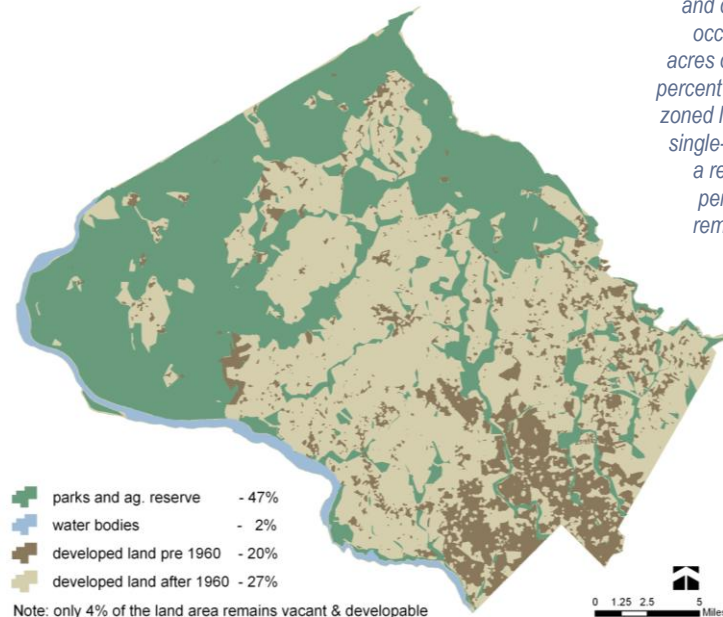 and o
occ
acres o
percent
zoned l
single-
a re
per
rem
parks and ag. reserve - 47%
water bodies - 2%
developed land pre 1960 - 20%
developed land after 1960 - 27%
Note: only 4% of the land area remains vacant & developable
0 1.25 2.5 5
Miles